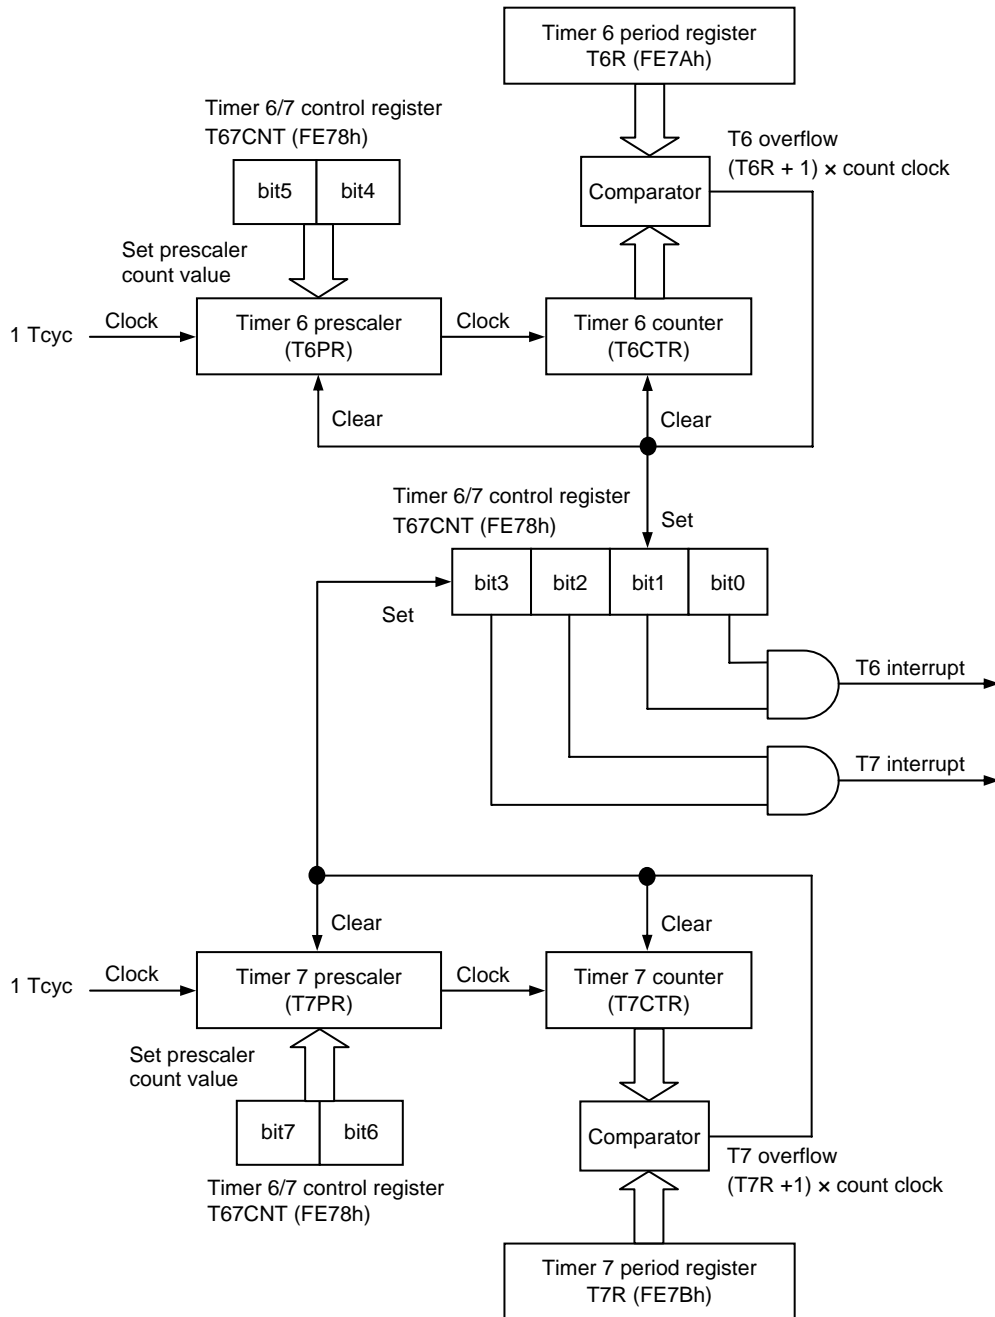 Timer 6 period register
T6R (FE7Ah)
Timer 6/7 control register
T67CNT (FE78h)
bit5
bit4
T6 overflow
(T6R + 1) × count clock
Comparator
Set prescaler
count value
1 Tcyc
Clock
Timer 6 prescaler
(T6PR)
Clock
Timer 6 counter
(T6CTR)
Clear
Clear
Timer 6/7 control register
T67CNT (FE78h)
Set
bit3
bit2
bit1
bit0
Set
T6 interrupt
T7 interrupt
Clear
Clear
1 Tcyc
Clock
Timer 7 prescaler
(T7PR)
Clock
Timer 7 counter
(T7CTR)
Set prescaler
count value
bit7
bit6
Comparator
T7 overflow
(T7R +1) × count clock
Timer 6/7 control register
T67CNT (FE78h)
Timer 7 period register
T7R (FE7Bh)